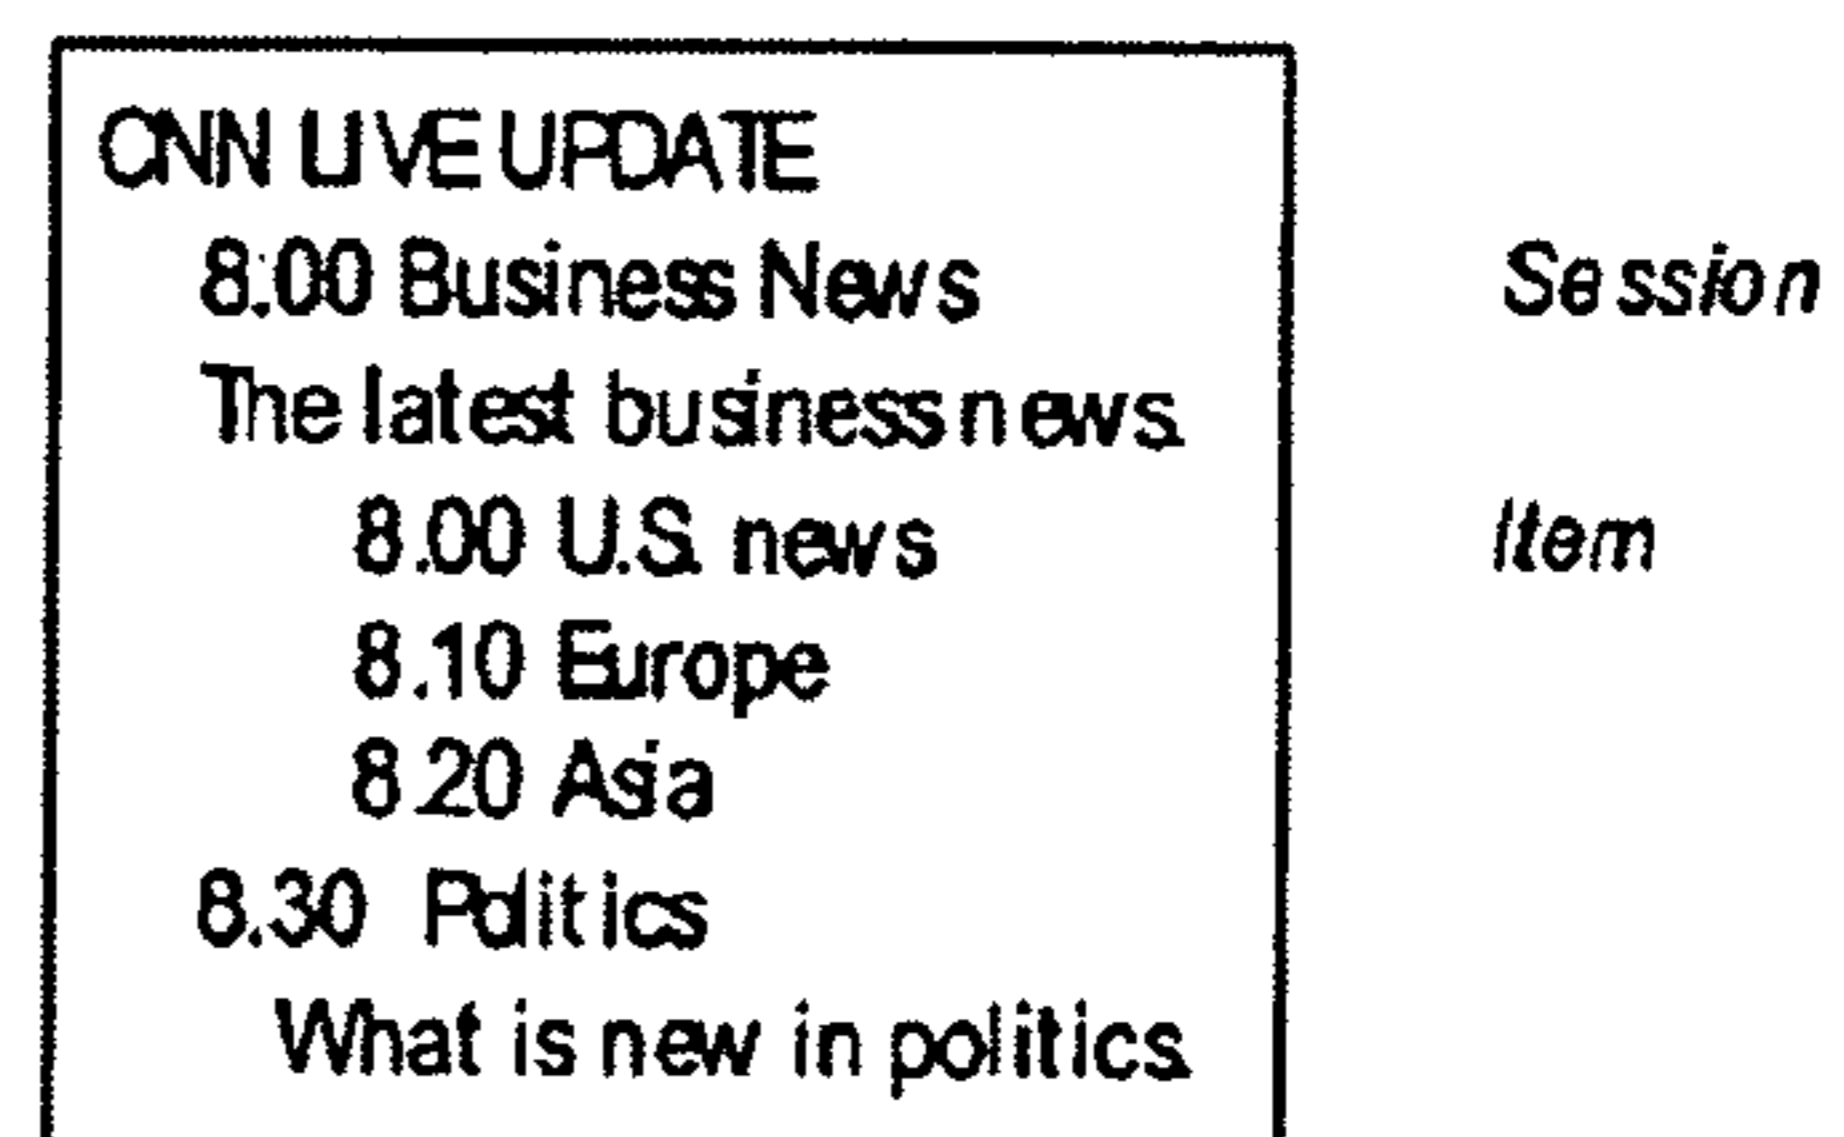 CNN LIVE UPDATE
8:00 Business News
Session
The latest business news.
8.00 U.S. news
Item
8.10 Europe
8.20 Asia
8.30 Politics
What is new in politics.